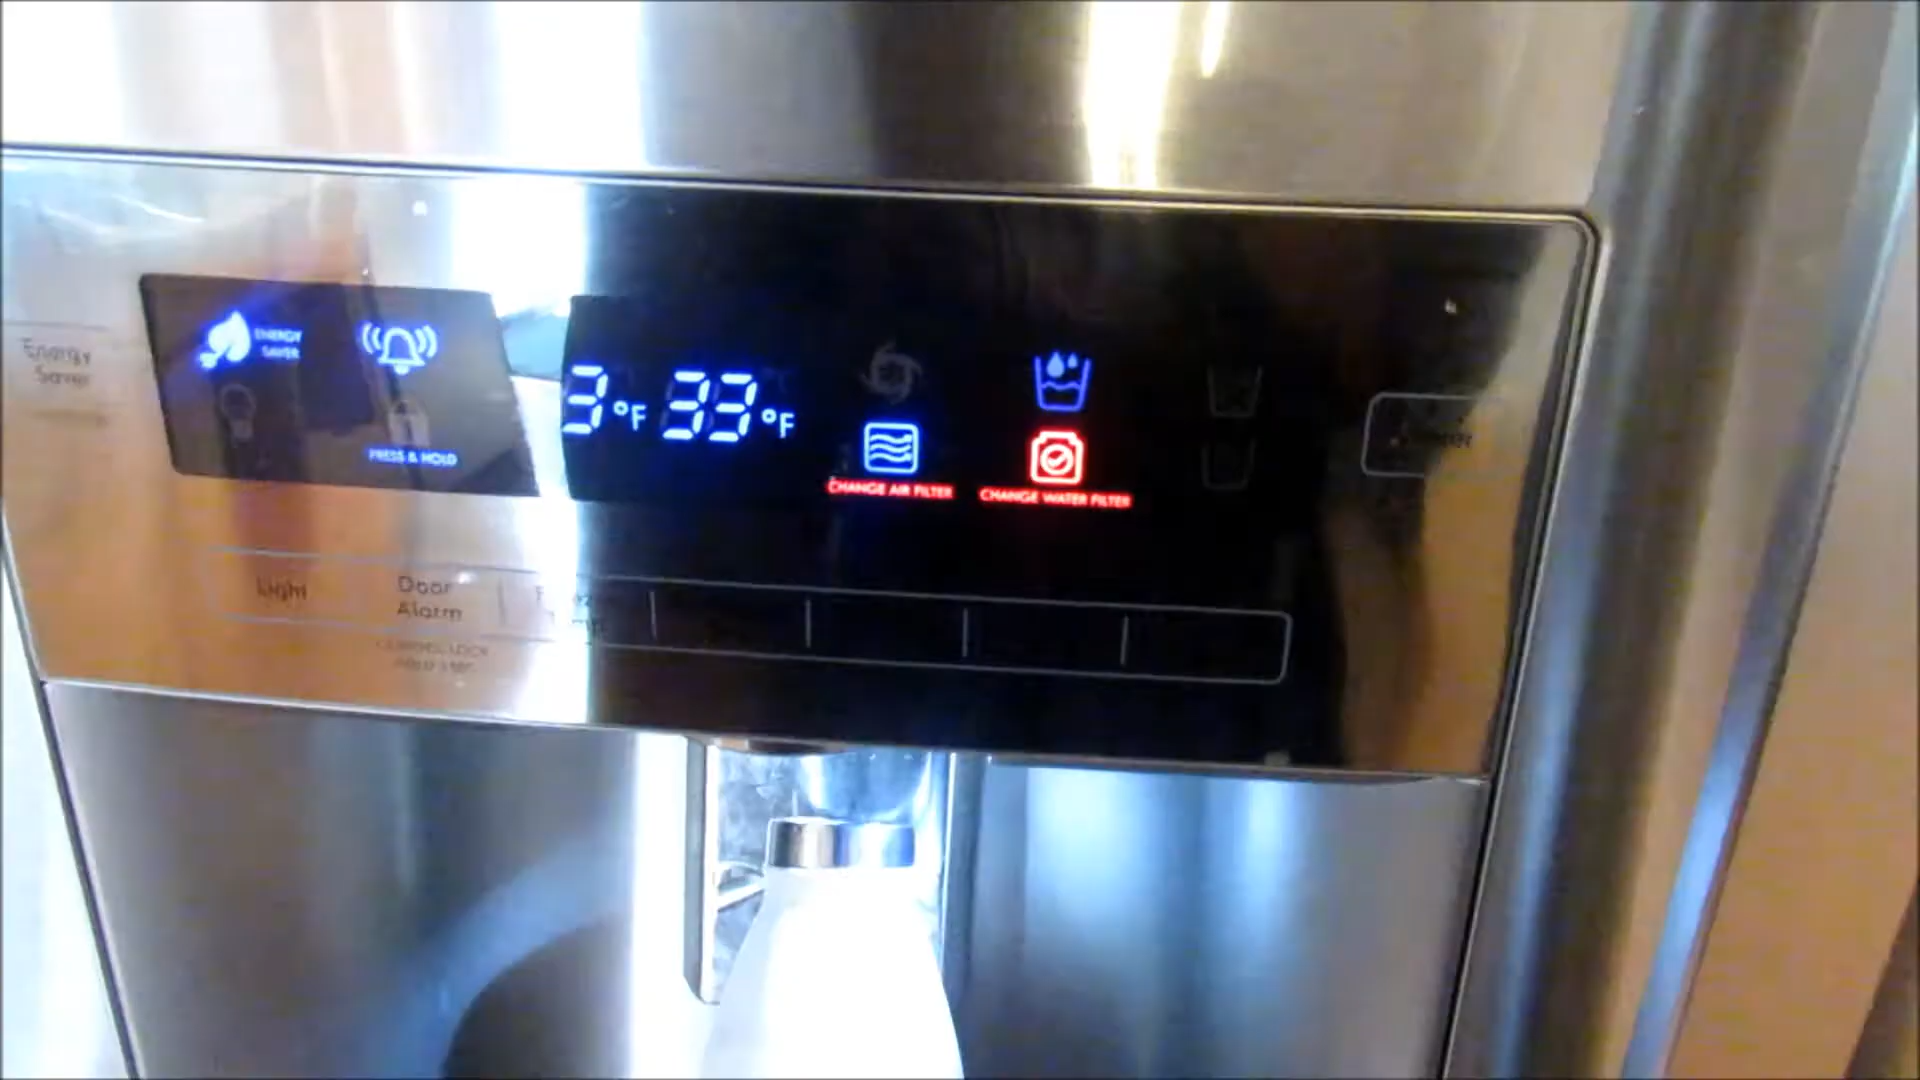 Energy
Saver
ENERGY
SAVER
PRESS & HOLD
3°F 33°F
CHANGE AIR FILTER
CHANGE WATER FILTER
Light
Door
Alarm